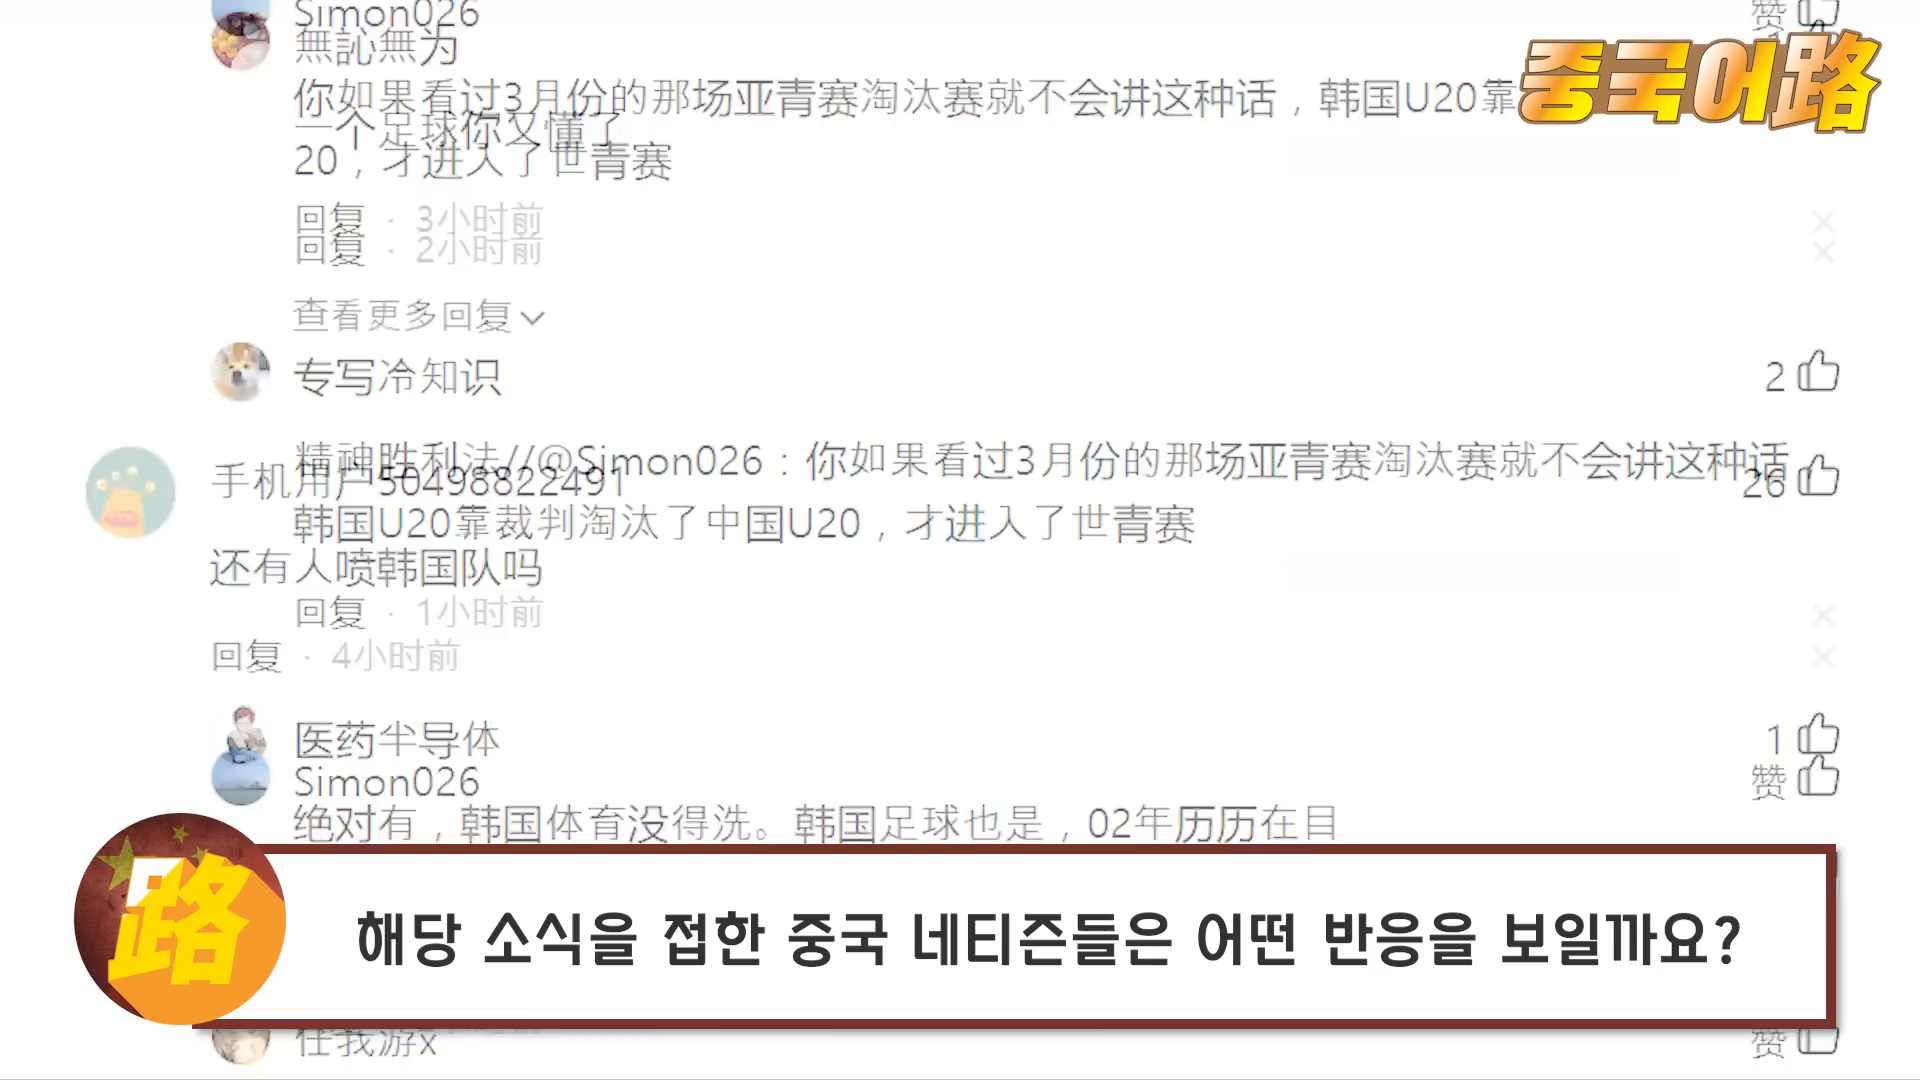 Simon026
赞
無訫無为
你如果看过3月份的那场亚青赛淘汰赛就不会讲这种话，韩国U20靠
중국어路
一个足球你又懂了
20，才进入了世青赛
回复 · 3小时前
回复 · 2小时前
查看更多回复
专写冷知识
2
精神胜利法//@Simon026：你如果看过3月份的那场亚青赛淘汰赛就不会讲这种话
手机用户50498822491
26
韩国U20靠裁判淘汰了中国U20，才进入了世青赛
还有人喷韩国队吗
回复 · 1小时前
回复 · 4小时前
医药半导体
1
Simon026
赞
绝对有，韩国体育没得洗。韩国足球也是，02年历历在目
路
해당 소식을 접한 중국 네티즌들은 어떤 반응을 보일까요?
任我游x
赞